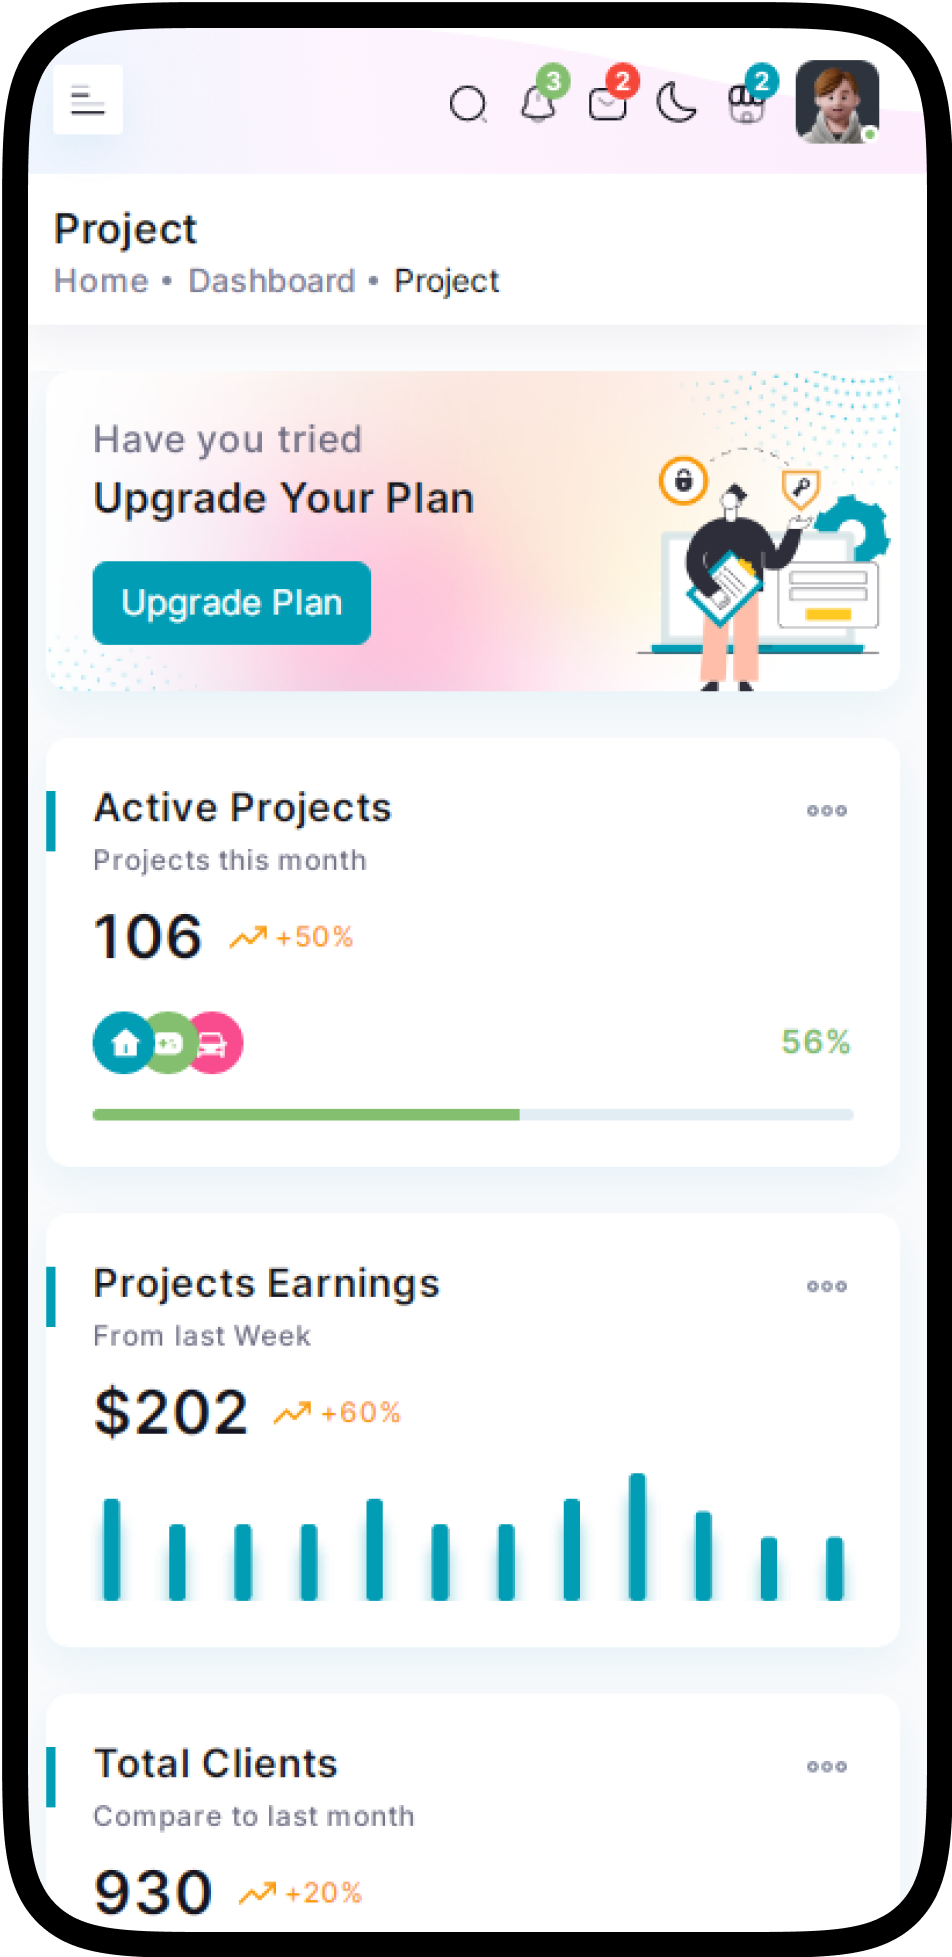 3 2 2
Project
Home • Dashboard • Project
Have you tried
Upgrade Your Plan
Upgrade Plan
Active Projects
Projects this month
106 +50%
56%
Projects Earnings
From last Week
$202 +60%
Total Clients
Compare to last month
930 +20%